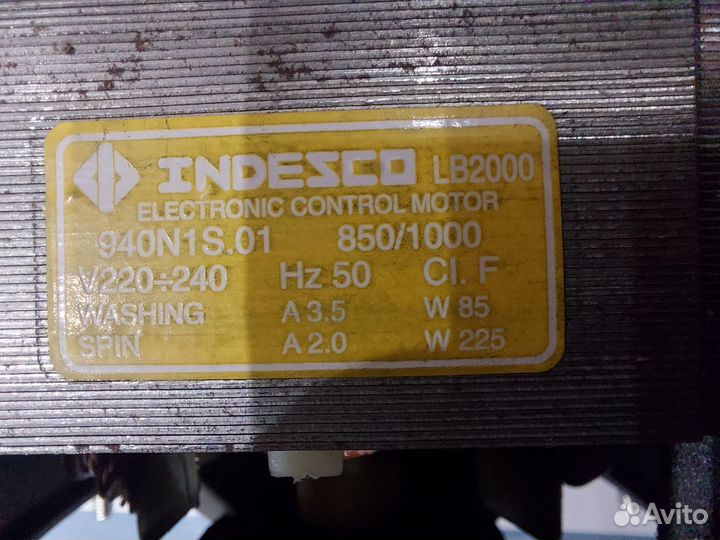 INDESCO LB2000
ELECTRONIC CONTROL MOTOR
940N1S.01 850/1000
V220÷240 Hz 50 Cl. F
WASHING A 3.5 W 85
SPIN A 2.0 W 225
Avito